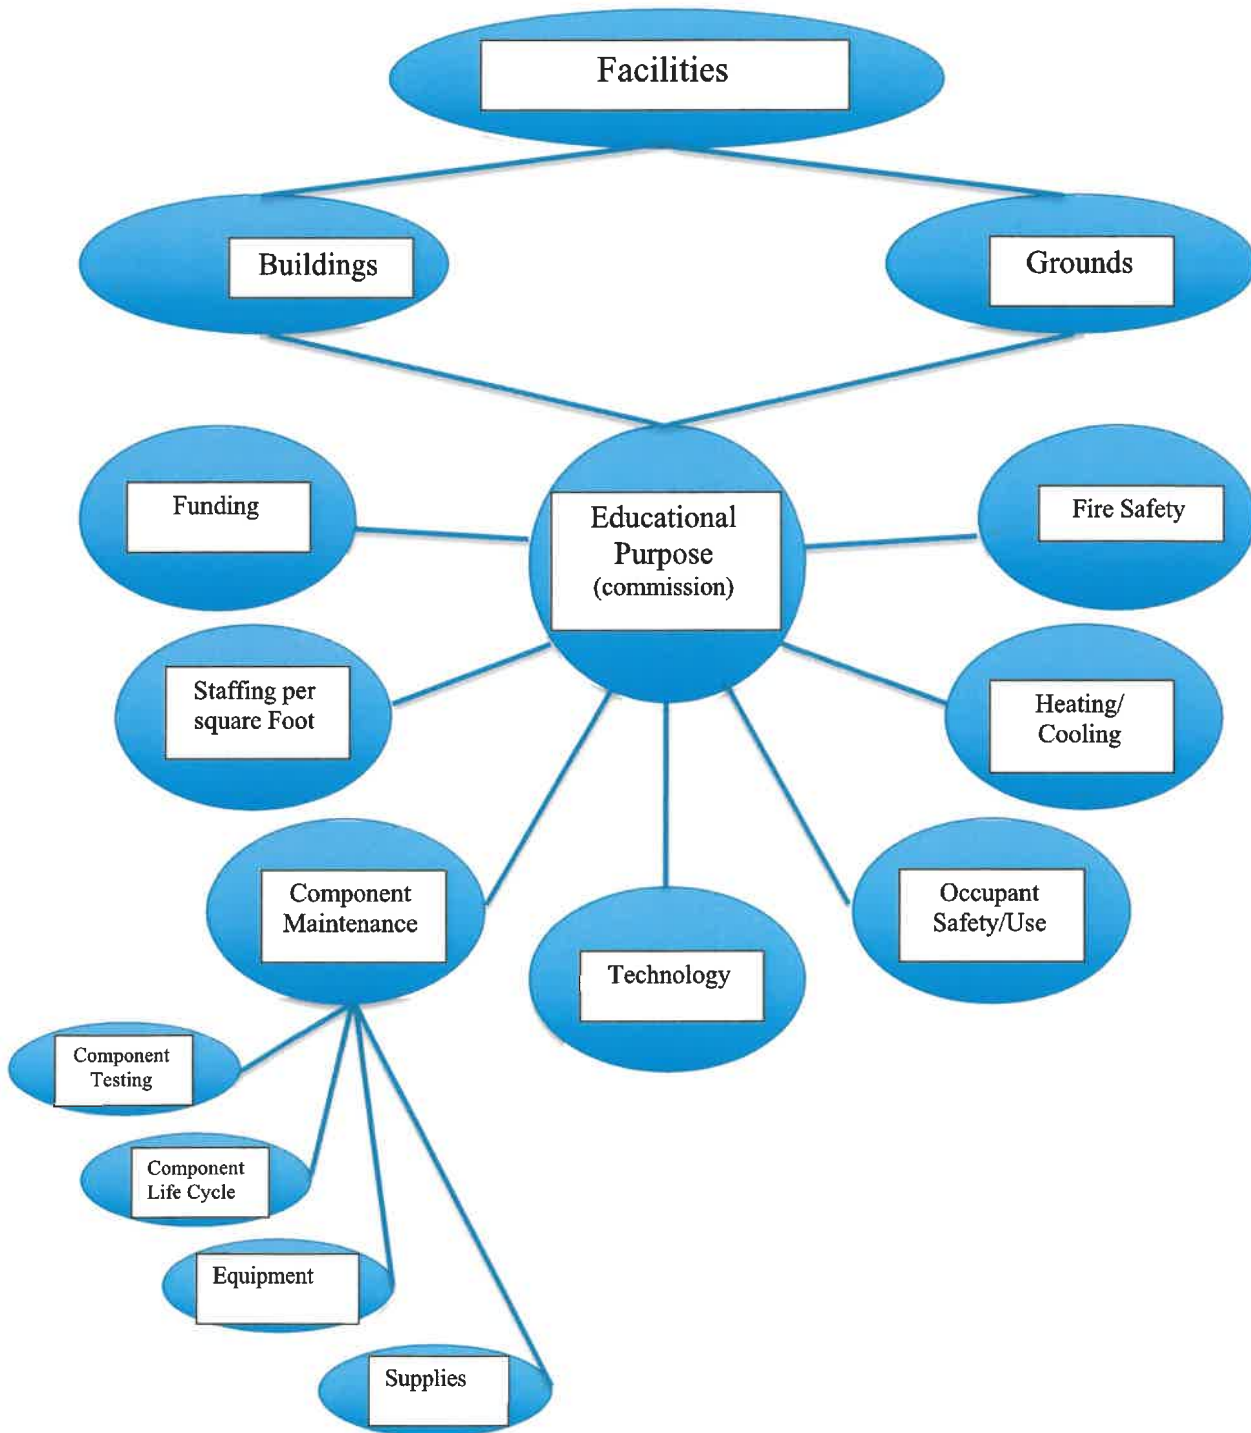 Facilities
Buildings
Grounds
Educational
Purpose
(commission)
Funding
Fire Safety
Staffing per
square Foot
Heating/
Cooling
Component
Maintenance
Occupant
Safety/Use
Technology
Component
Testing
Component
Life Cycle
Equipment
Supplies